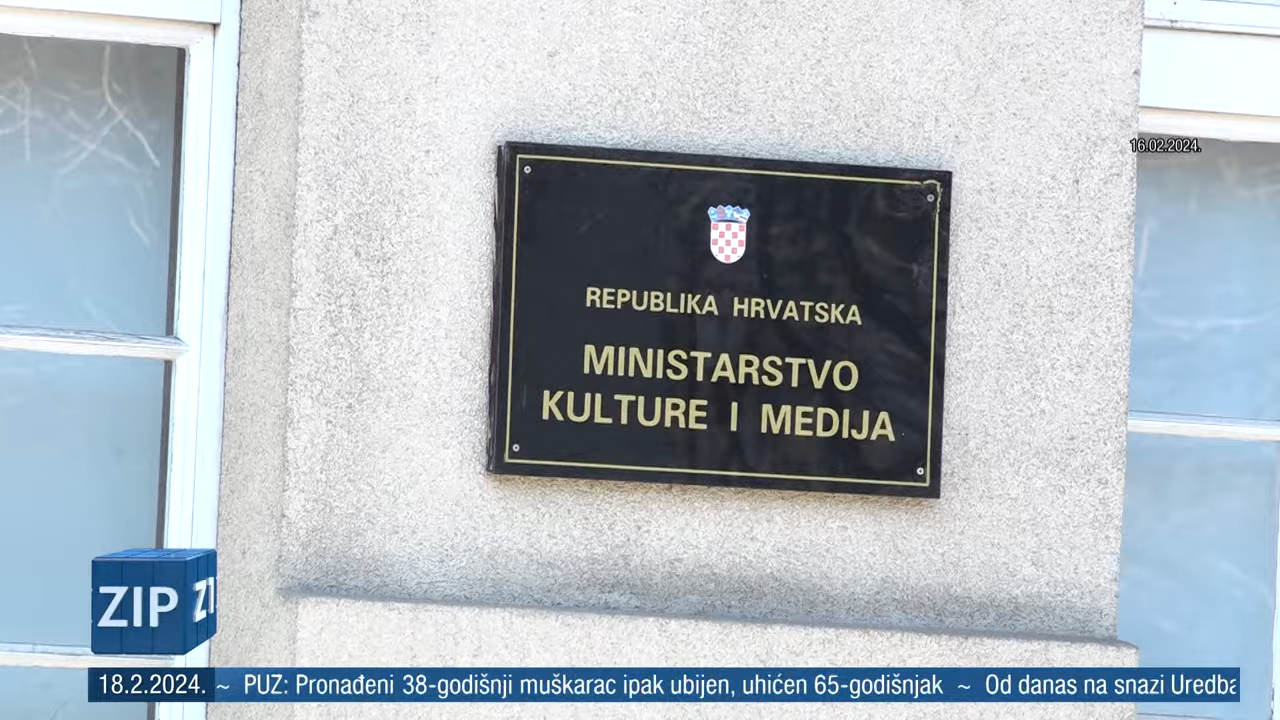 16.02.2024.
REPUBLIKA HRVATSKA
MINISTARSTVO
KULTURE I MEDIJA
ZIP
18.2.2024. ~ PUZ: Pronađeni 38-godišnji muškarac ipak ubijen, uhićen 65-godišnjak ~ Od danas na snazi Uredba